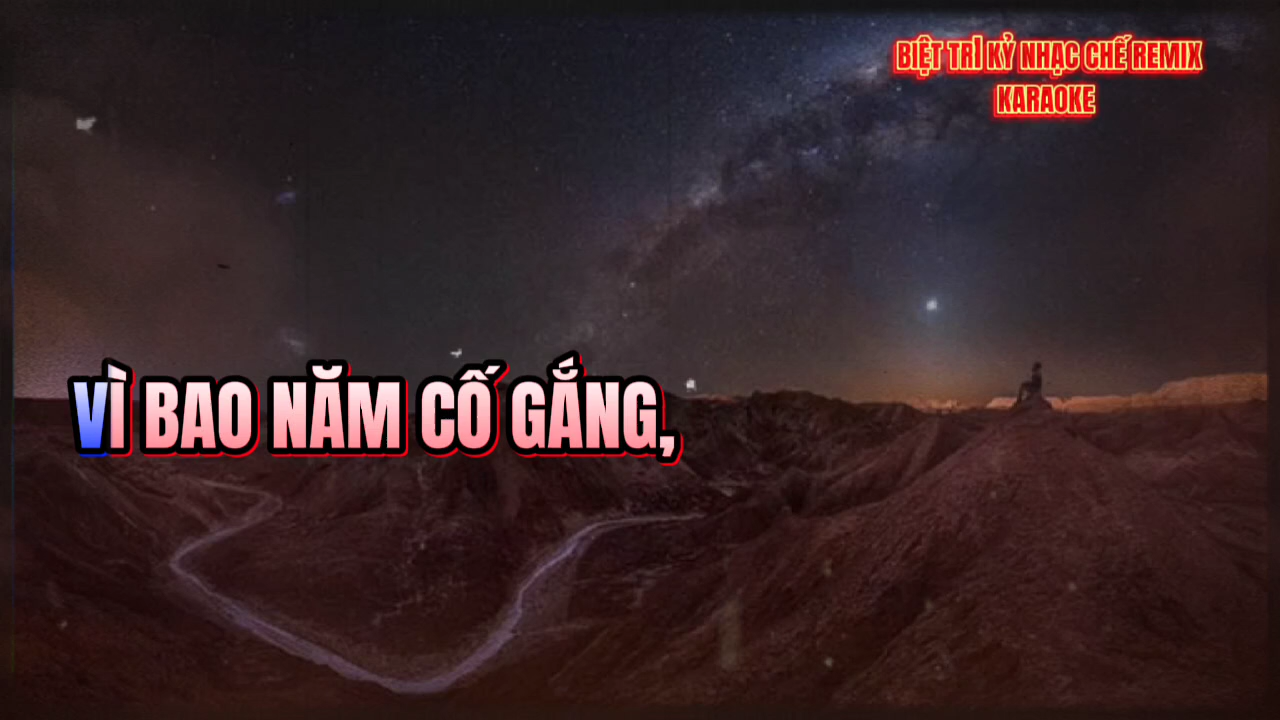 BIỆT TRI KỶ NHẠC CHẾ REMIX
KARAOKE
VÌ BAO NĂM CỐ GẮNG,